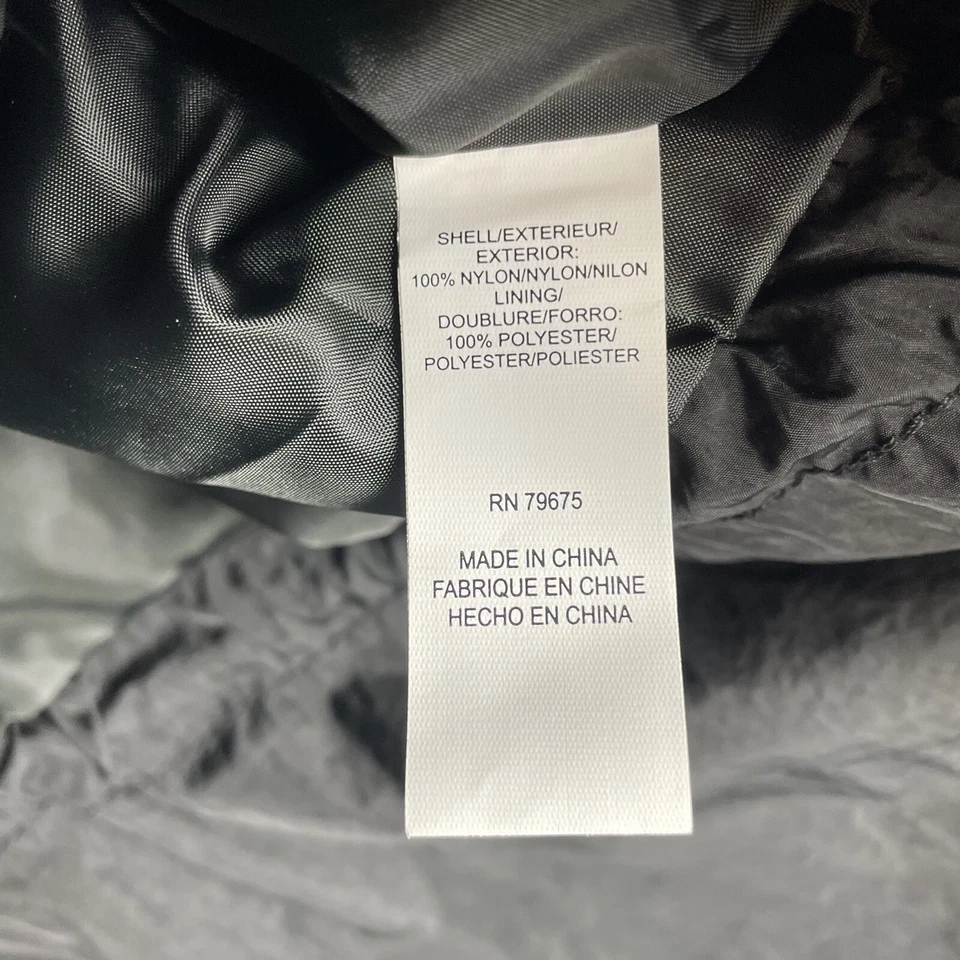 SHELL/EXTERIEUR/
EXTERIOR:
100% NYLON/NYLON/NILON
LINING/
DOUBLURE/FORRO:
100% POLYESTER/
POLYESTER/POLIESTER
RN 79675
MADE IN CHINA
FABRIQUE EN CHINE
HECHO EN CHINA